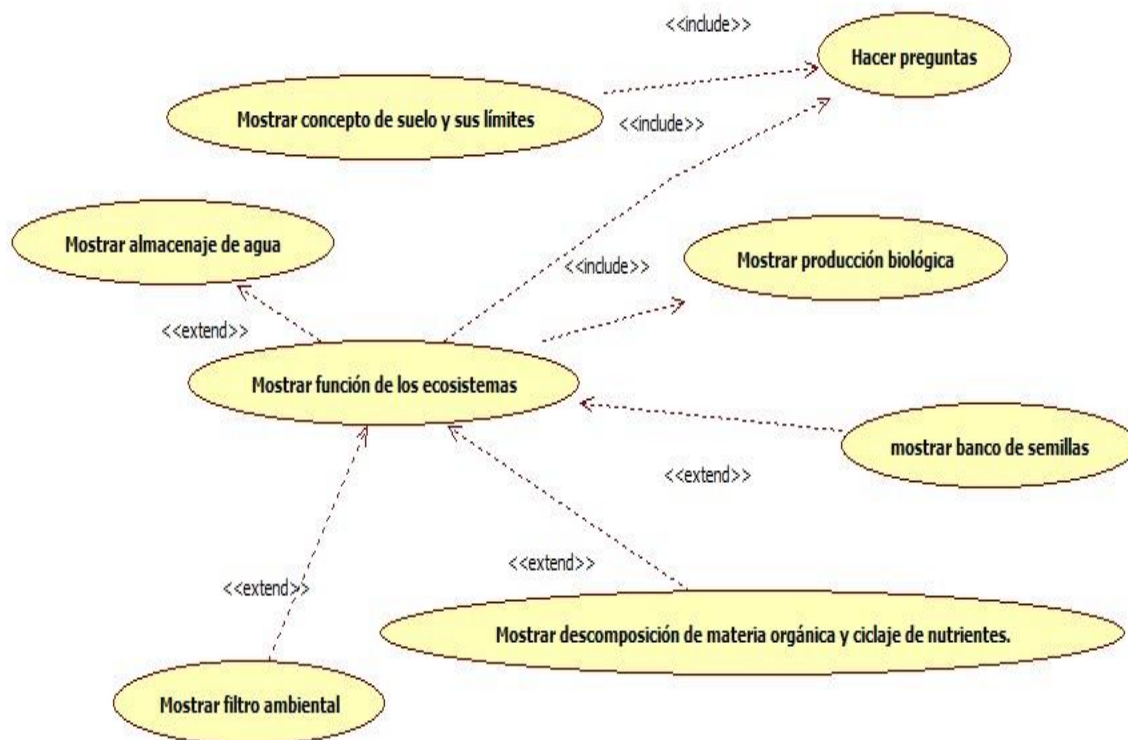 <<include>>
Hacer preguntas
Mostrar concepto de suelo y sus límites
<<include>>
Mostrar almacenaje de agua
Mostrar producción biológica
<<include>>
<<extend>>
Mostrar función de los ecosistemas
mostrar banco de semillas
<<extend>>
<<extend>>
<<extend>>
Mostrar descomposición de materia orgánica y ciclaje de nutrientes.
Mostrar filtro ambiental